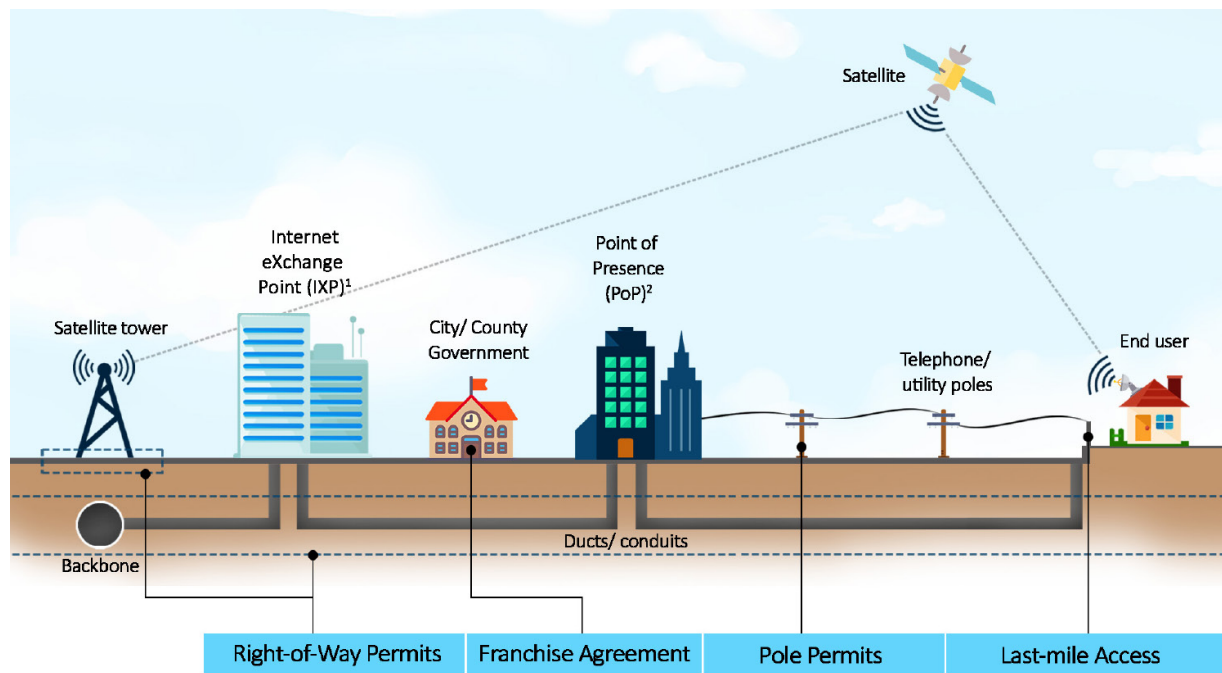 Satellite
Internet
eXchange
Point (IXP)¹
Point of
Presence
(PoP)²
Satellite tower
City/ County
Government
Telephone/
utility poles
End user
Ducts/ conduits
Backbone
Right-of-Way Permits
Franchise Agreement
Pole Permits
Last-mile Access